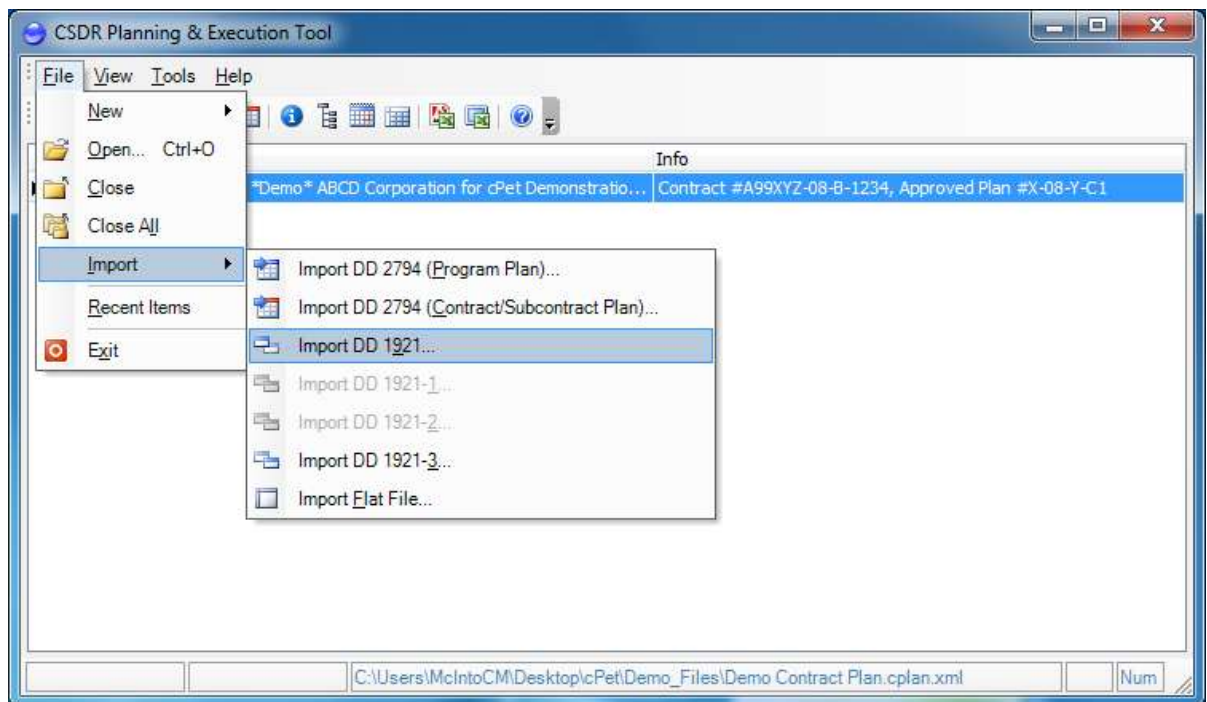 CSDR Planning & Execution Tool
File View Tools Help
New
Open... Ctrl+O
Info
Close
*Demo* ABCD Corporation for cPet Demonstratio... Contract #A99XYZ-08-B-1234, Approved Plan #X-08-Y-C1
Close All
Import
Import DD 2794 (Program Plan)...
Recent Items
Import DD 2794 (Contract/Subcontract Plan)...
Exit
Import DD 1921...
Import DD 1921-1...
Import DD 1921-2...
Import DD 1921-3...
Import Flat File...
C:\Users\McIntoCM\Desktop\cPet\Demo_Files\Demo Contract Plan.cplan.xml
Num